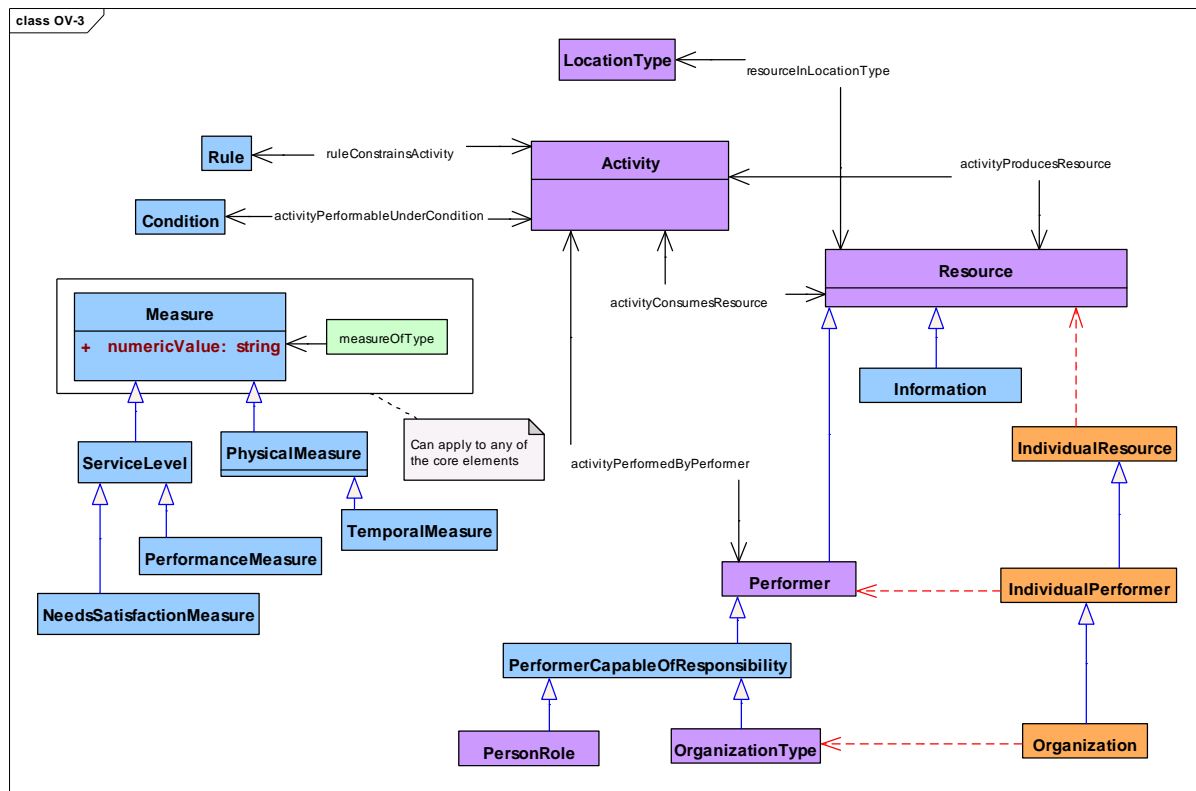 class OV-3
LocationType
resourceInLocationType
Rule
ruleConstrainsActivity
Activity
activityProducesResource
Condition
activityPerformableUnderCondition
Resource
activityConsumesResource
Measure
+ numericValue: string
measureOfType
Information
Can apply to any of
the core elements
IndividualResource
ServiceLevel
PhysicalMeasure
activityPerformedByPerformer
TemporalMeasure
PerformanceMeasure
Performer
IndividualPerformer
NeedsSatisfactionMeasure
PerformerCapableOfResponsibility
PersonRole
OrganizationType
Organization